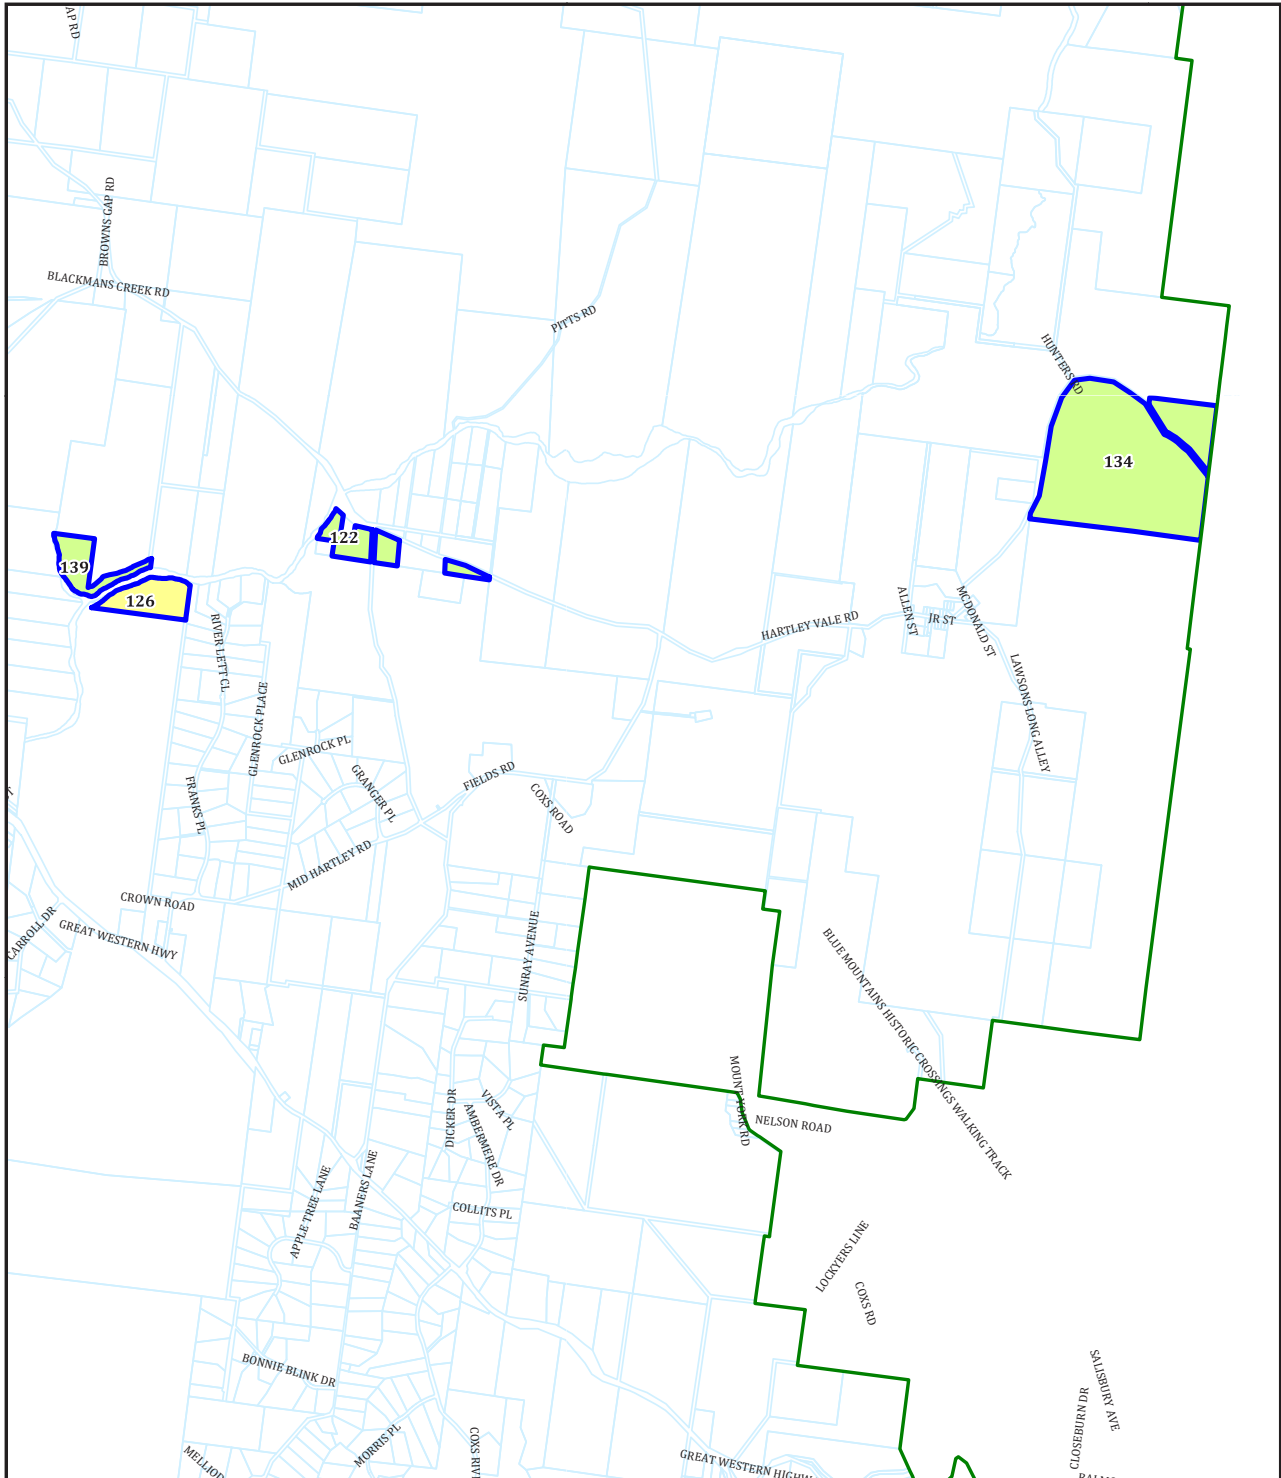 AP RD
BROWNS GAP RD
BLACKMANS CREEK RD
PITTS RD
HUNTERS RD
134
122
139
126
RIVER LETT CL
ALLEN ST
JR ST
MCDONALD ST
HARTLEY VALE RD
LAWSONS LONG ALLEY
GLENROCK PLACE
GLENROCK PL
GRANGER PL
FIELDS RD
COXS ROAD
FRANKS PL
MID HARTLEY RD
CROWN ROAD
CARROLL DR
GREAT WESTERN HWY
SUNRAY AVENUE
BLUE MOUNTAINS HISTORIC CROSSINGS WALKING TRACK
MOUNT YORK RD
NELSON ROAD
DICKER DR
VISTA PL
AMBERMERE DR
APPLE TREE LANE
BAANERS LANE
COLLITS PL
LOCKYERS LINE
COXS RD
BONNIE BLINK DR
SALISBURY AVE
CLOSEBURN DR
MORRIS PL
MELLIOD
COXS RIV
GREAT WESTERN HIGHW